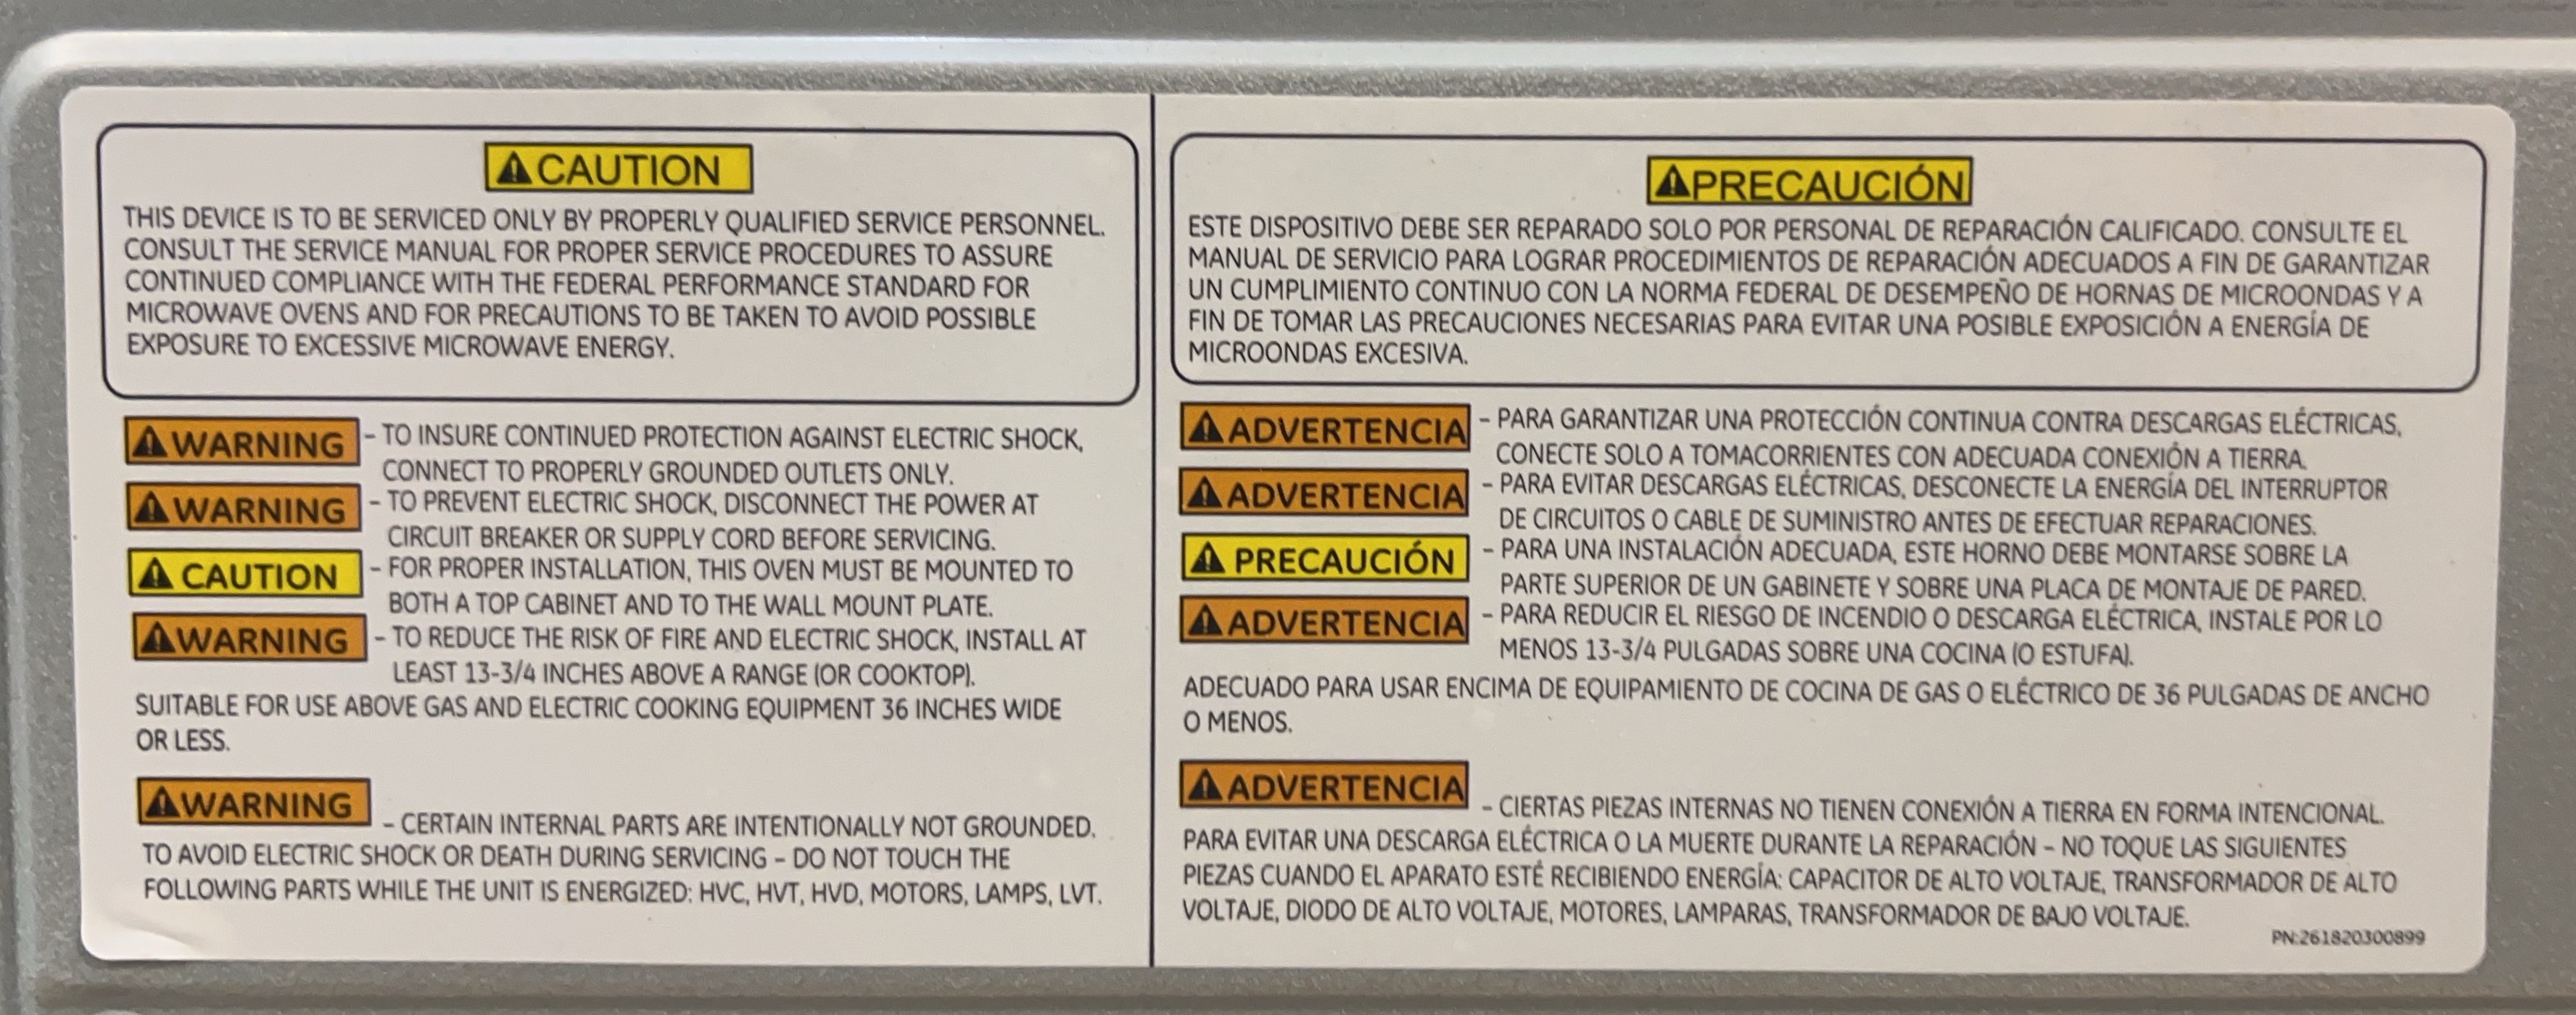 CAUTION
THIS DEVICE IS TO BE SERVICED ONLY BY PROPERLY QUALIFIED SERVICE PERSONNEL.
CONSULT THE SERVICE MANUAL FOR PROPER SERVICE PROCEDURES TO ASSURE
CONTINUED COMPLIANCE WITH THE FEDERAL PERFORMANCE STANDARD FOR
MICROWAVE OVENS AND FOR PRECAUTIONS TO BE TAKEN TO AVOID POSSIBLE
EXPOSURE TO EXCESSIVE MICROWAVE ENERGY.
WARNING – TO INSURE CONTINUED PROTECTION AGAINST ELECTRIC SHOCK,
CONNECT TO PROPERLY GROUNDED OUTLETS ONLY.
WARNING – TO PREVENT ELECTRIC SHOCK, DISCONNECT THE POWER AT
CIRCUIT BREAKER OR SUPPLY CORD BEFORE SERVICING.
CAUTION – FOR PROPER INSTALLATION, THIS OVEN MUST BE MOUNTED TO
BOTH A TOP CABINET AND TO THE WALL MOUNT PLATE.
WARNING – TO REDUCE THE RISK OF FIRE AND ELECTRIC SHOCK, INSTALL AT
LEAST 13-3/4 INCHES ABOVE A RANGE (OR COOKTOP).
SUITABLE FOR USE ABOVE GAS AND ELECTRIC COOKING EQUIPMENT 36 INCHES WIDE
OR LESS.
WARNING – CERTAIN INTERNAL PARTS ARE INTENTIONALLY NOT GROUNDED.
TO AVOID ELECTRIC SHOCK OR DEATH DURING SERVICING – DO NOT TOUCH THE
FOLLOWING PARTS WHILE THE UNIT IS ENERGIZED: HVC, HVT, HVD, MOTORS, LAMPS, LVT.
PRECAUCIÓN
ESTE DISPOSITIVO DEBE SER REPARADO SOLO POR PERSONAL DE REPARACIÓN CALIFICADO. CONSULTE EL
MANUAL DE SERVICIO PARA LOGRAR PROCEDIMIENTOS DE REPARACIÓN ADECUADOS A FIN DE GARANTIZAR
UN CUMPLIMIENTO CONTINUO CON LA NORMA FEDERAL DE DESEMPEÑO DE HORNAS DE MICROONDAS Y A
FIN DE TOMAR LAS PRECAUCIONES NECESARIAS PARA EVITAR UNA POSIBLE EXPOSICIÓN A ENERGÍA DE
MICROONDAS EXCESIVA.
ADVERTENCIA – PARA GARANTIZAR UNA PROTECCIÓN CONTINUA CONTRA DESCARGAS ELÉCTRICAS,
CONECTE SOLO A TOMACORRIENTES CON ADECUADA CONEXIÓN A TIERRA.
ADVERTENCIA – PARA EVITAR DESCARGAS ELÉCTRICAS, DESCONECTE LA ENERGÍA DEL INTERRUPTOR
DE CIRCUITOS O CABLE DE SUMINISTRO ANTES DE EFECTUAR REPARACIONES.
PRECAUCIÓN – PARA UNA INSTALACIÓN ADECUADA, ESTE HORNO DEBE MONTARSE SOBRE LA
PARTE SUPERIOR DE UN GABINETE Y SOBRE UNA PLACA DE MONTAJE DE PARED.
ADVERTENCIA – PARA REDUCIR EL RIESGO DE INCENDIO O DESCARGA ELÉCTRICA, INSTALE POR LO
MENOS 13-3/4 PULGADAS SOBRE UNA COCINA (O ESTUFA).
ADECUADO PARA USAR ENCIMA DE EQUIPAMIENTO DE COCINA DE GAS O ELÉCTRICO DE 36 PULGADAS DE ANCHO
O MENOS.
ADVERTENCIA – CIERTAS PIEZAS INTERNAS NO TIENEN CONEXIÓN A TIERRA EN FORMA INTENCIONAL.
PARA EVITAR UNA DESCARGA ELÉCTRICA O LA MUERTE DURANTE LA REPARACIÓN – NO TOQUE LAS SIGUIENTES
PIEZAS CUANDO EL APARATO ESTÉ RECIBIENDO ENERGÍA: CAPACITOR DE ALTO VOLTAJE, TRANSFORMADOR DE ALTO
VOLTAJE, DIODO DE ALTO VOLTAJE, MOTORES, LAMPARAS, TRANSFORMADOR DE BAJO VOLTAJE.
PN:261820300899